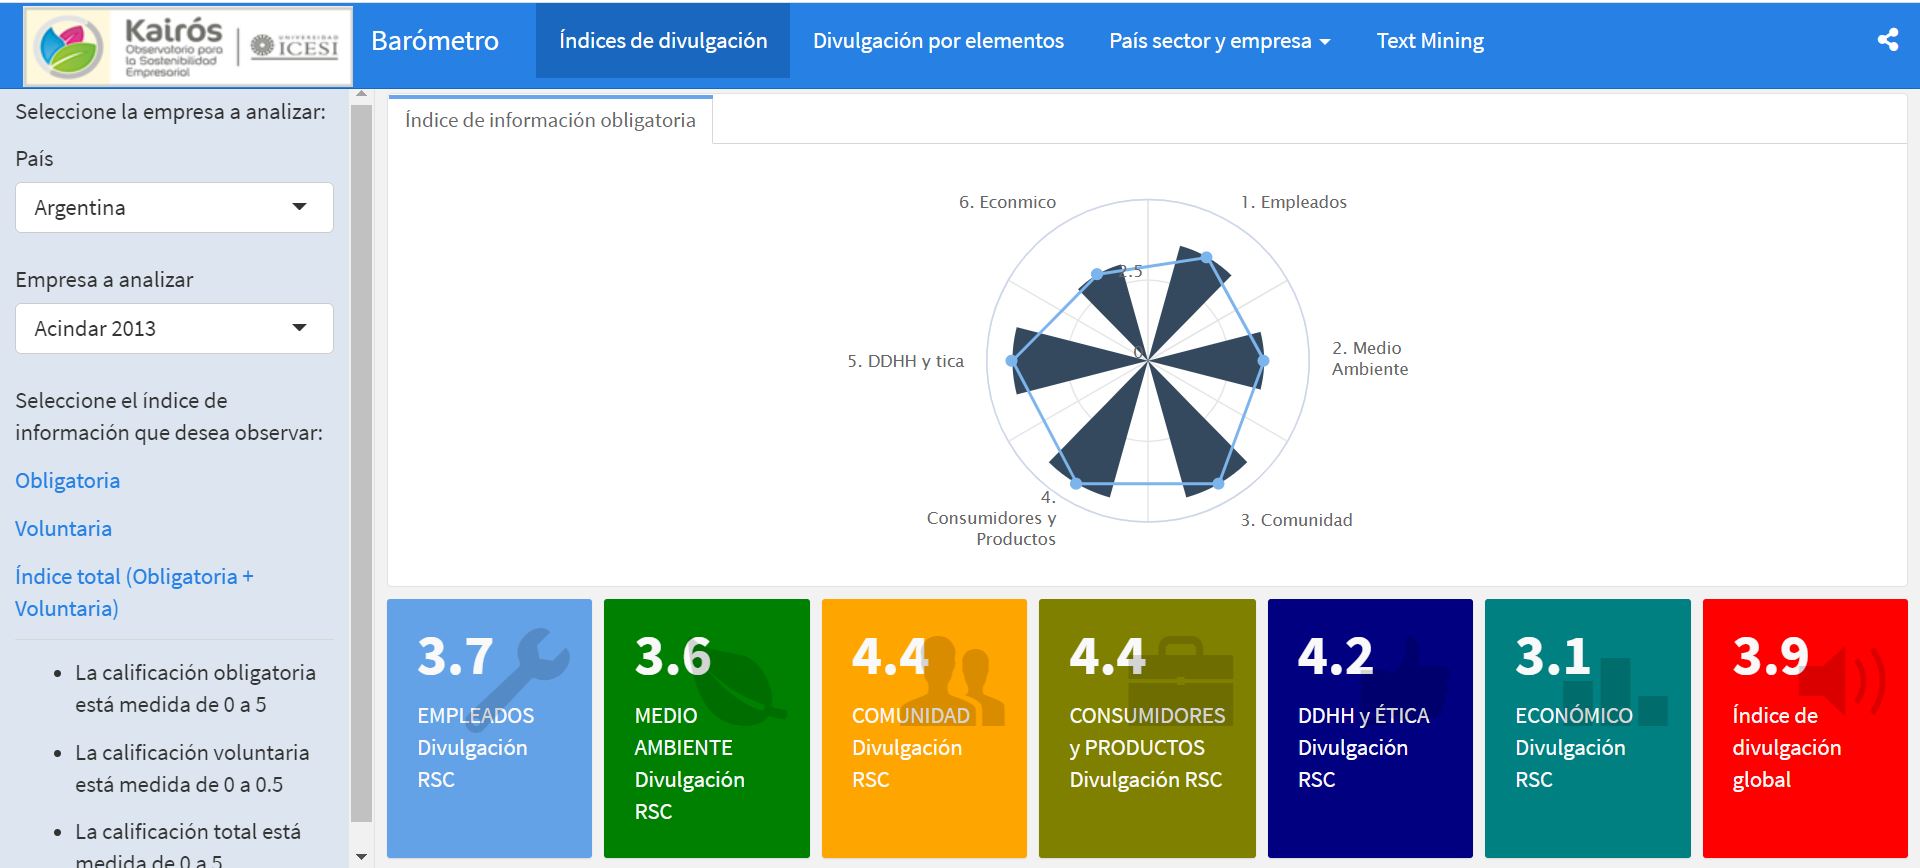 Kairós
Observatorio para
la Sostenibilidad
Empresarial
UNIVERSIDAD
ICESI
Barómetro
Índices de divulgación
Divulgación por elementos
País sector y empresa
Text Mining
Seleccione la empresa a analizar:
País
Argentina
Empresa a analizar
Acindar 2013
Seleccione el índice de
información que desea observar:
Obligatoria
Voluntaria
Índice total (Obligatoria +
Voluntaria)
La calificación obligatoria
está medida de 0 a 5
La calificación voluntaria
está medida de 0 a 0.5
La calificación total está
medida de 0 a 5
Índice de información obligatoria
6. Econmico
1. Empleados
2.5
0
5. DDHH y tica
2. Medio
Ambiente
4.
Consumidores y
Productos
3. Comunidad
3.7
EMPLEADOS
Divulgación
RSC
3.6
MEDIO
AMBIENTE
Divulgación
RSC
4.4
COMUNIDAD
Divulgación
RSC
4.4
CONSUMIDORES
y PRODUCTOS
Divulgación RSC
4.2
DDHH y ÉTICA
Divulgación
RSC
3.1
ECONÓMICO
Divulgación
RSC
3.9
Índice de
divulgación
global